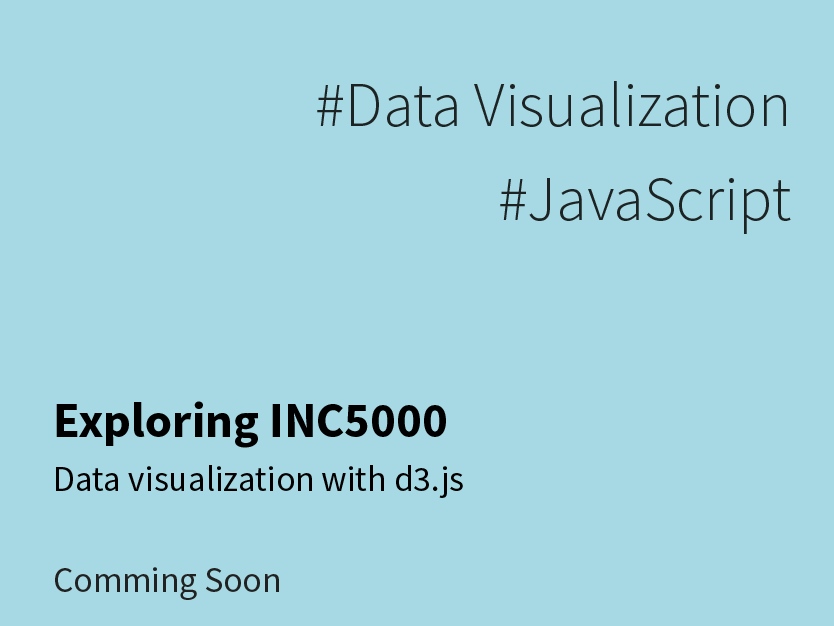 #Data Visualization
#JavaScript
Exploring INC5000
Data visualization with d3.js
Comming Soon